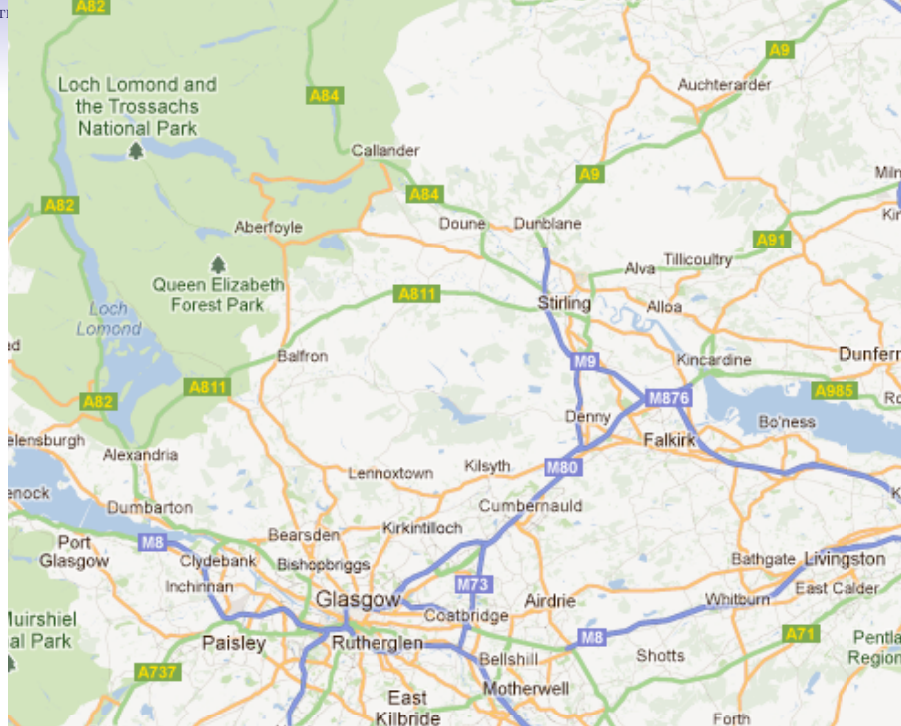 A82
A9
Auchterarder
Loch Lomond and
the Trossachs
National Park
A84
Callander
A9
A84
A82
Aberfoyle
Doune
Dunblane
A91
Tillicoultry
Alva
Queen Elizabeth
Forest Park
A811
Stirling
Alloa
Loch
Lomond
Balfron
M9
Kincardine
Dunferm
A811
A985
A82
M876
Denny
Bo'ness
elensburgh
Falkirk
Alexandria
Lennoxtown
Kilsyth
M80
enock
Dumbarton
Cumbernauld
Kirkintilloch
Bearsden
Port
Glasgow
M8
Clydebank
Bishopbriggs
Bathgate
Livingston
Inchinnan
M73
East Calder
Glasgow
Airdrie
Whitburn
Coatbridge
Muirshiel
al Park
Paisley
Rutherglen
M8
A71
Pentla
Region
Bellshill
Shotts
A737
Motherwell
East
Kilbride
Forth